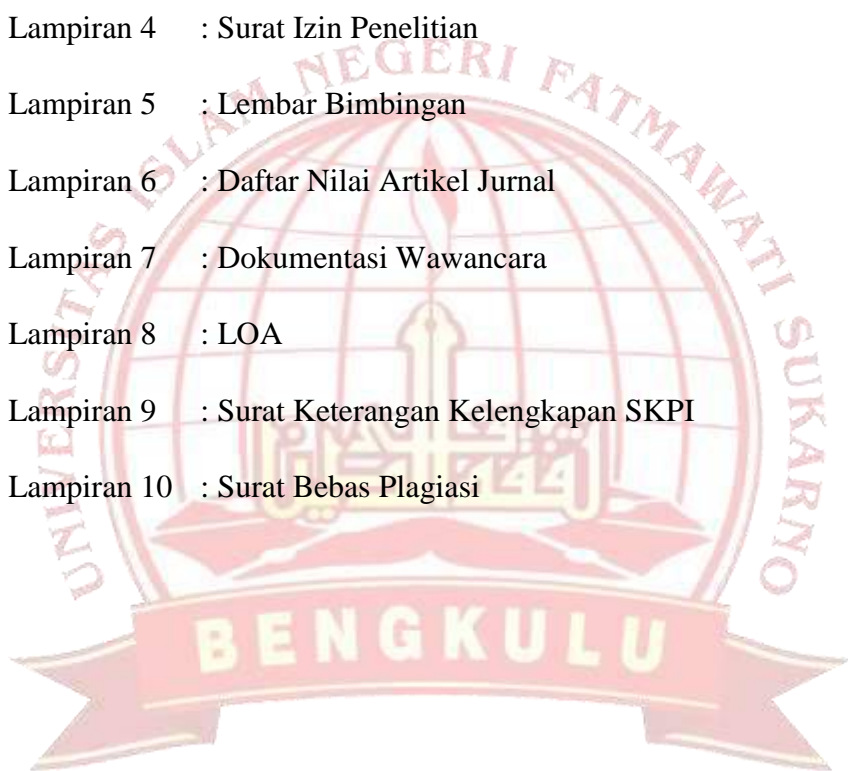 Lampiran 4 : Surat Izin Penelitian
Lampiran 5 : Lembar Bimbingan
Lampiran 6 : Daftar Nilai Artikel Jurnal
Lampiran 7 : Dokumentasi Wawancara
Lampiran 8 : LOA
Lampiran 9 : Surat Keterangan Kelengkapan SKPI
Lampiran 10 : Surat Bebas Plagiasi
UNIVERSITAS ISLAM NEGERI FATMAWATI SUKARNO
BENGKULU